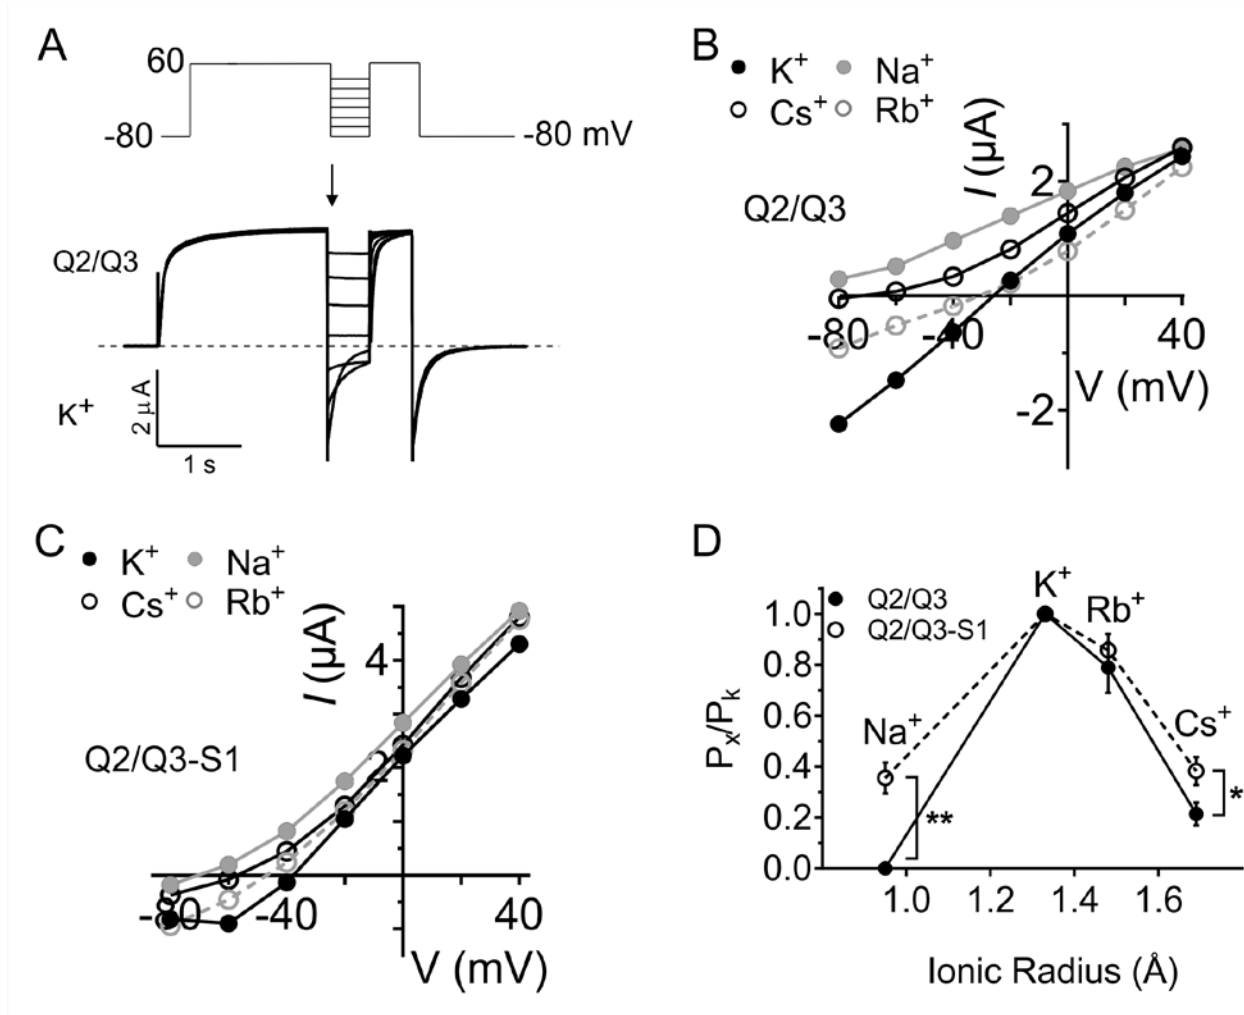 A
60
-80
-80 mV
Q2/Q3
K+
2 µA
1 s
B
K+ Na+
Cs+ Rb+
I (µA)
2
Q2/Q3
-80 -40 40
V (mV)
-2
C
K+ Na+
Cs+ Rb+
I (µA)
4
2
Q2/Q3-S1
-80 -40 40
V (mV)
D
Q2/Q3
Q2/Q3-S1
K+
Rb+
Na+
Cs+
**
*
Px/Pk
1.0
0.8
0.6
0.4
0.2
0.0
1.0 1.2 1.4 1.6
Ionic Radius (Å)